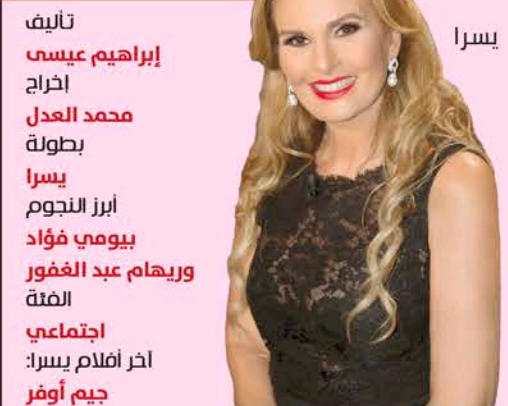 يسرا
تأليف
إبراهيم عيسى
إخراج
محمد العدل
بطولة
يسرا
أبرز النجوم
بيومي فؤاد
وريهام عبد الغفور
الفئة
اجتماعي
آخر أفلام يسرا:
جيم أوفر